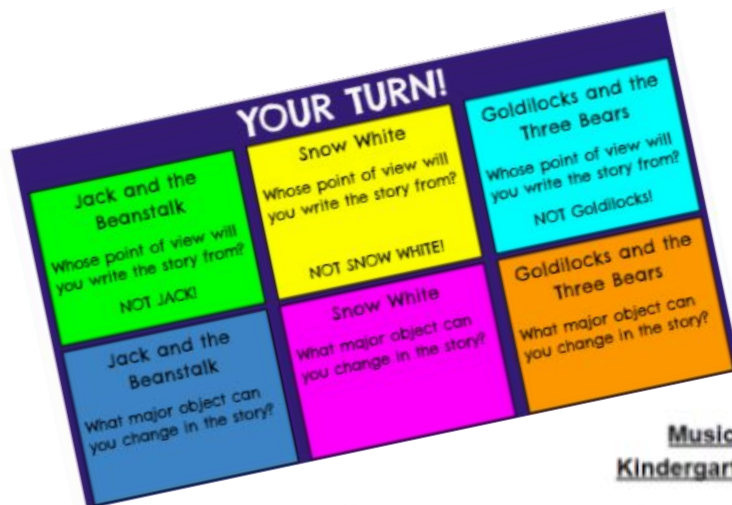 YOUR TURN!
Jack and the
Beanstalk
Whose point of view will
you write the story from?
NOT JACK!
Snow White
Whose point of view will
you write the story from?
NOT SNOW WHITE!
Goldilocks and the
Three Bears
Whose point of view will
you write the story from?
NOT Goldilocks!
Jack and the
Beanstalk
What major object can
you change in the story?
Snow White
What major object can
you change in the story?
Goldilocks and the
Three Bears
What major object can
you change in the story?
Music